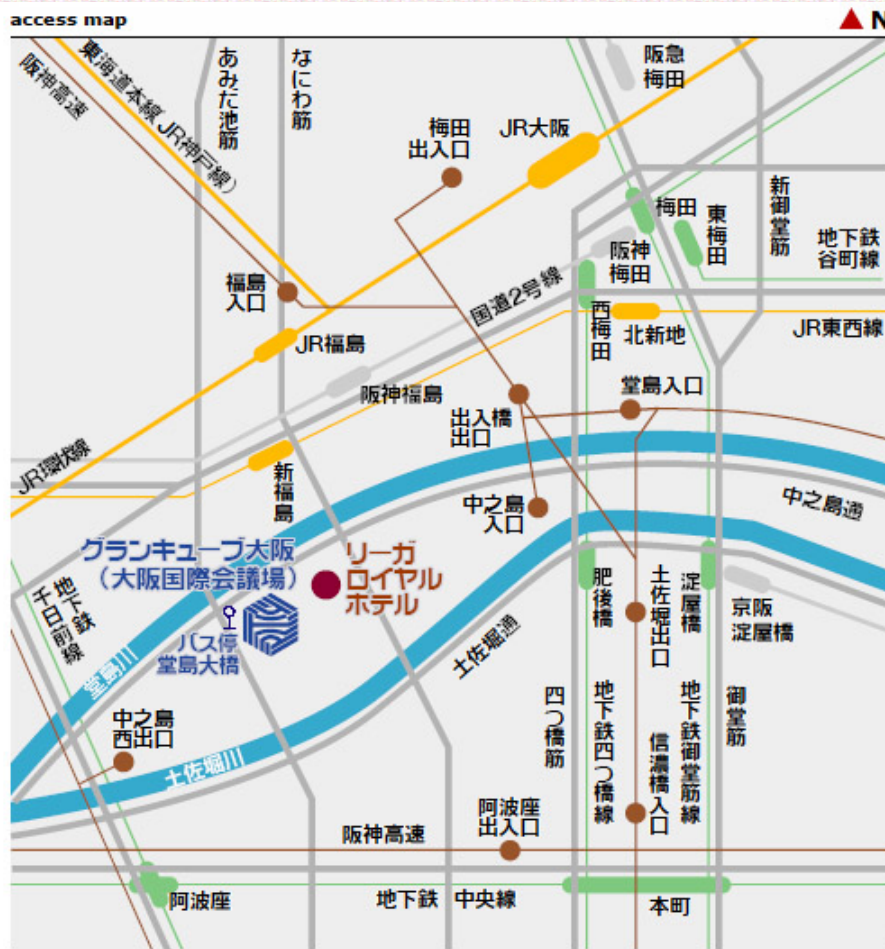 access map
N
東海道本線 JR神戸線)
阪神高速
あみだ池筋
なにわ筋
阪急
梅田
梅田
出入口
JR大阪
梅田
東梅田
新御堂筋
地下鉄
谷町線
阪神
梅田
福島
入口
国道2号線
西梅田
北新地
JR東西線
JR福島
阪神福島
堂島入口
出入橋
出口
JR環状線
新福島
中之島
入口
中之島通
グランキューブ大阪
(大阪国際会議場)
リーガ
ロイヤル
ホテル
地下鉄
千日前線
バス停
堂島大橋
肥後橋
土佐堀出口
淀屋橋
京阪
淀屋橋
土佐堀通
堂島川
中之島
西出口
土佐堀川
四つ橋筋
地下鉄四つ橋線
信濃橋入口
地下鉄御堂筋線
御堂筋
阿波座
出入口
阪神高速
阿波座
地下鉄 中央線
本町